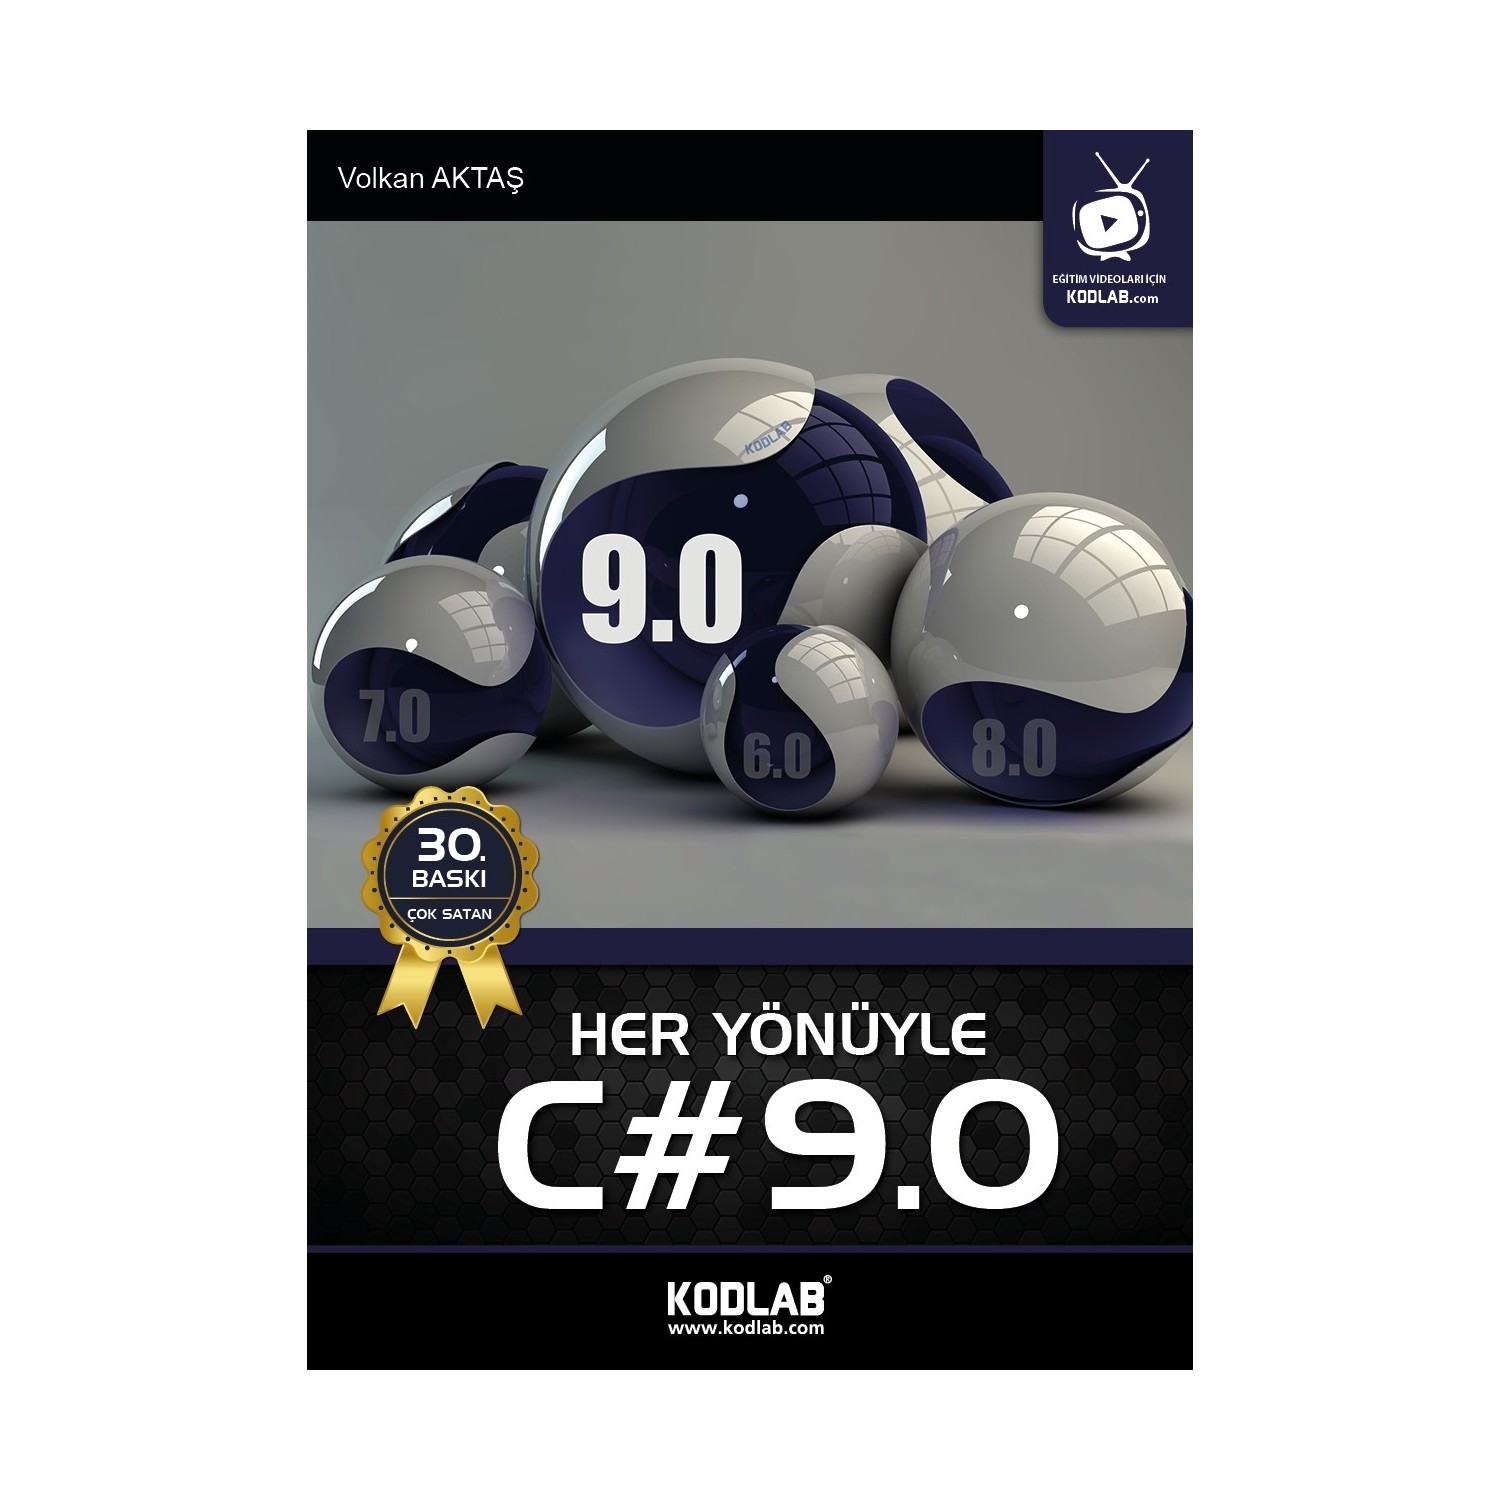 Volkan AKTAŞ
EĞİTİM VİDEOLARI İÇİN
KODLAB.com
KODLAB
9.0
7.0
6.0
8.0
30.
BASKI
ÇOK SATAN
HER YÖNÜYLE
C# 9.0
KODLAB®
www.kodlab.com